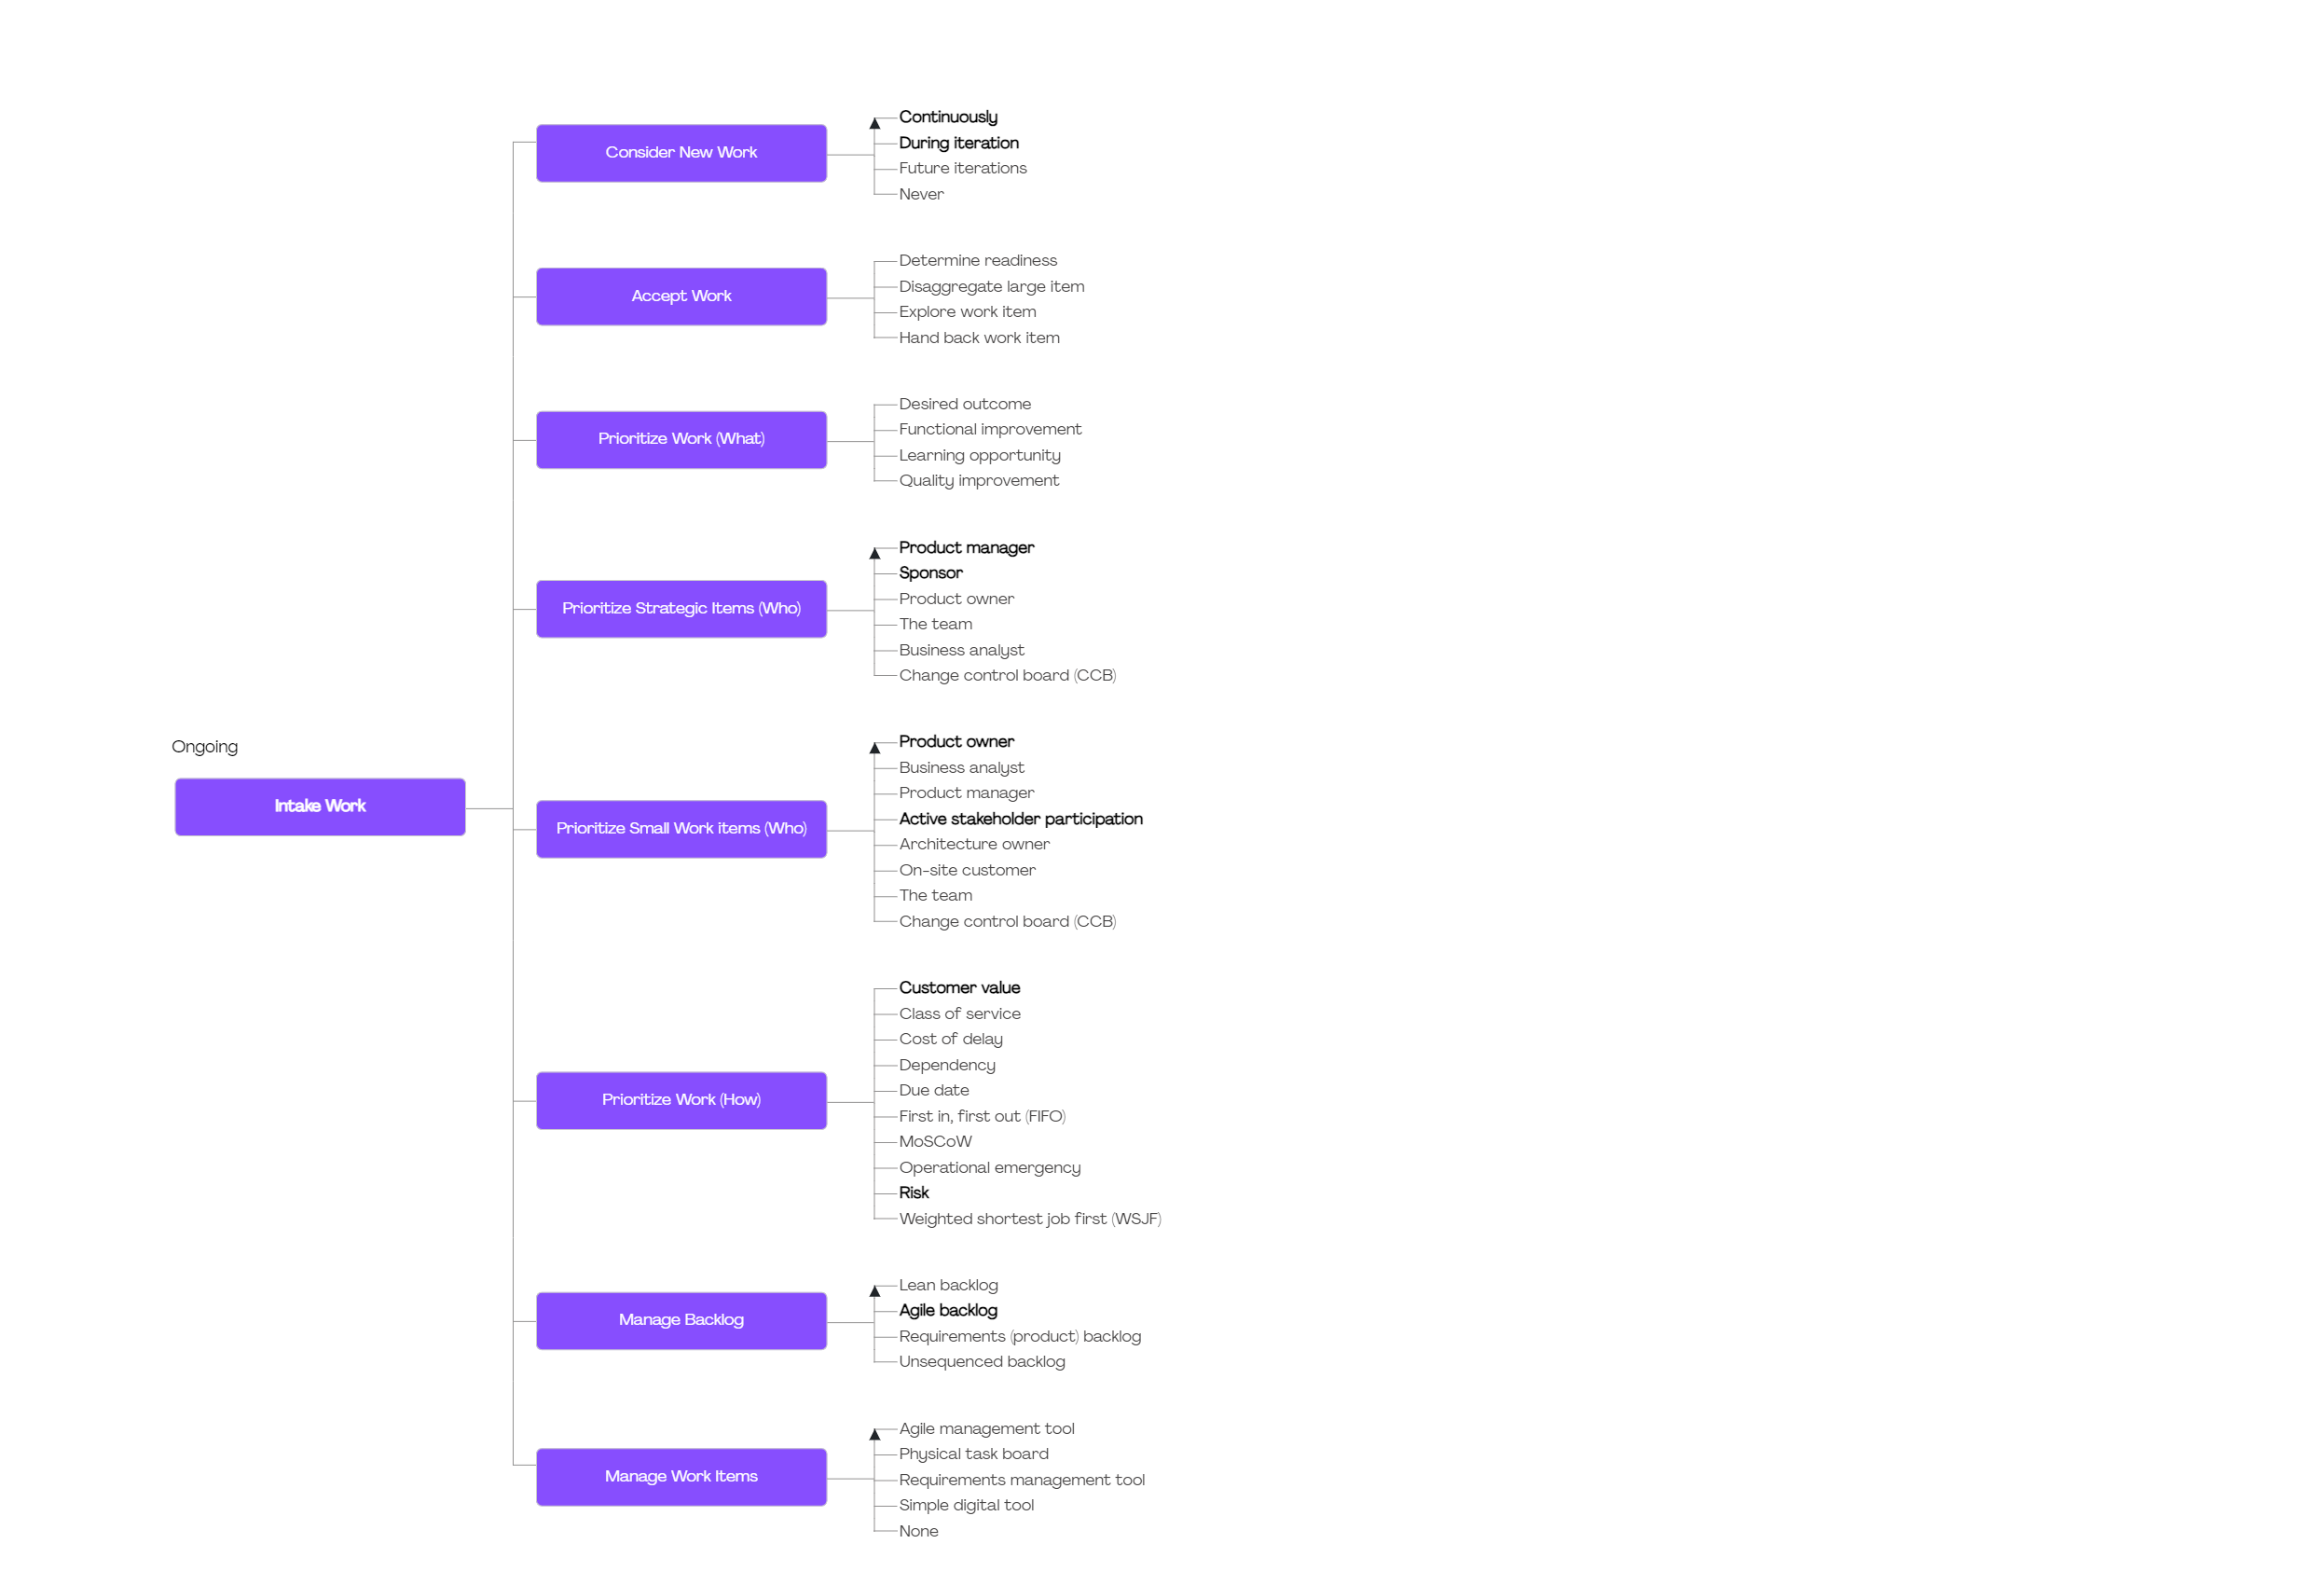 Ongoing
Intake Work
Consider New Work
Continuously
During iteration
Future iterations
Never
Accept Work
Determine readiness
Disaggregate large item
Explore work item
Hand back work item
Prioritize Work (What)
Desired outcome
Functional improvement
Learning opportunity
Quality improvement
Prioritize Strategic Items (Who)
Product manager
Sponsor
Product owner
The team
Business analyst
Change control board (CCB)
Prioritize Small Work items (Who)
Product owner
Business analyst
Product manager
Active stakeholder participation
Architecture owner
On-site customer
The team
Change control board (CCB)
Prioritize Work (How)
Customer value
Class of service
Cost of delay
Dependency
Due date
First in, first out (FIFO)
MoSCoW
Operational emergency
Risk
Weighted shortest job first (WSJF)
Manage Backlog
Lean backlog
Agile backlog
Requirements (product) backlog
Unsequenced backlog
Manage Work Items
Agile management tool
Physical task board
Requirements management tool
Simple digital tool
None